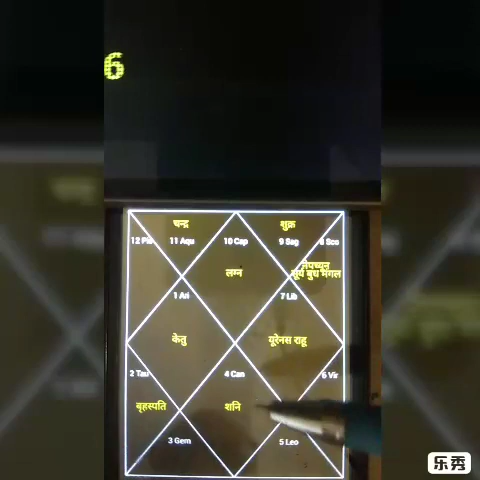 6
चन्द्र
शुक्र
12 Pis
11 Aqu
10 Cap
9 Sag
8 Sco
लग्न
नेपच्यून
सूर्य बुध मंगल
1 Ari
7 Lib
केतु
यूरेनस राहू
2 Tau
4 Can
6 Vir
बृहस्पति
शनि
3 Gem
5 Leo
乐秀